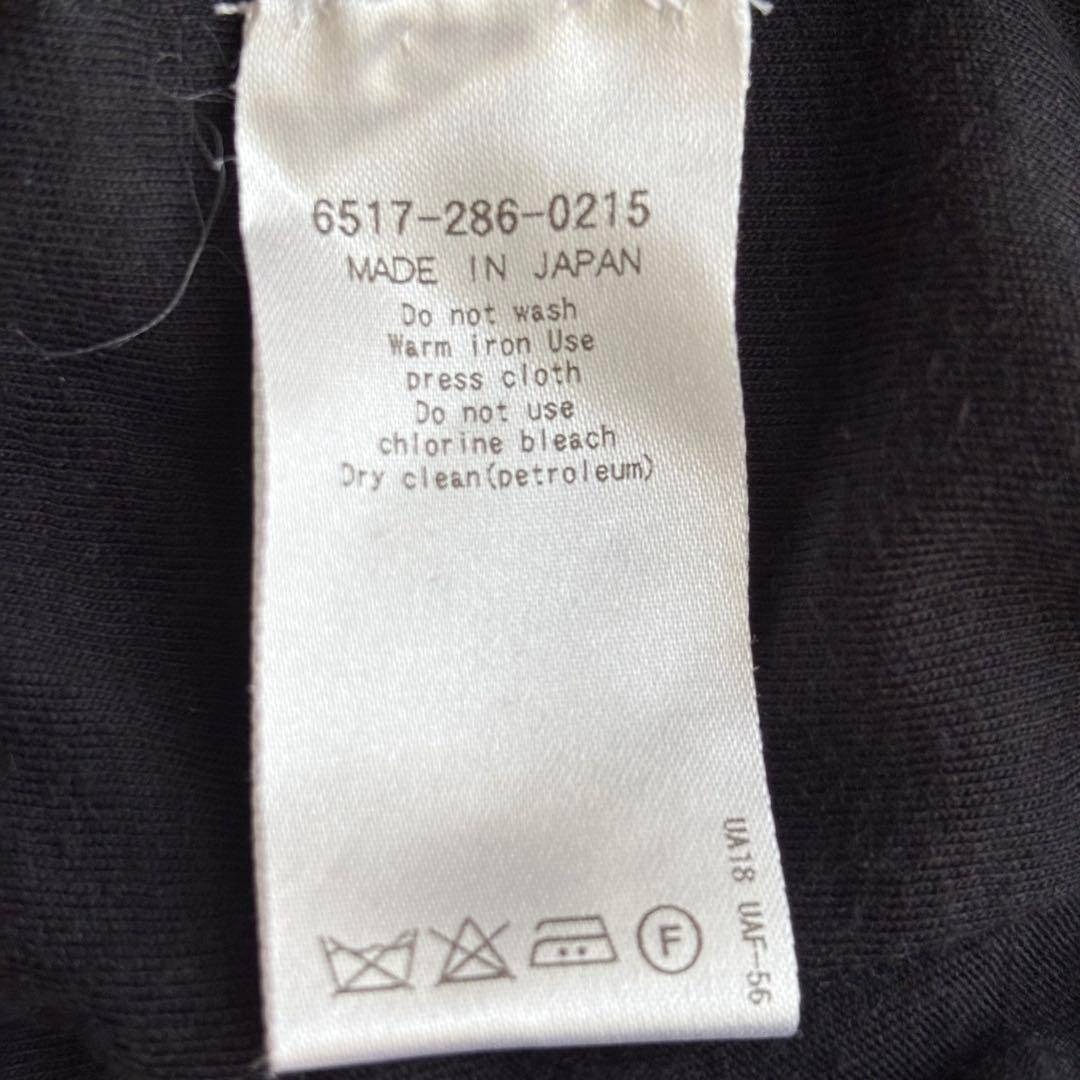 6517-286-0215
MADE IN JAPAN
Do not wash
Warm iron Use
press cloth
Do not use
chlorine bleach
Dry clean(petroleum)
F
UA18 UAF-56